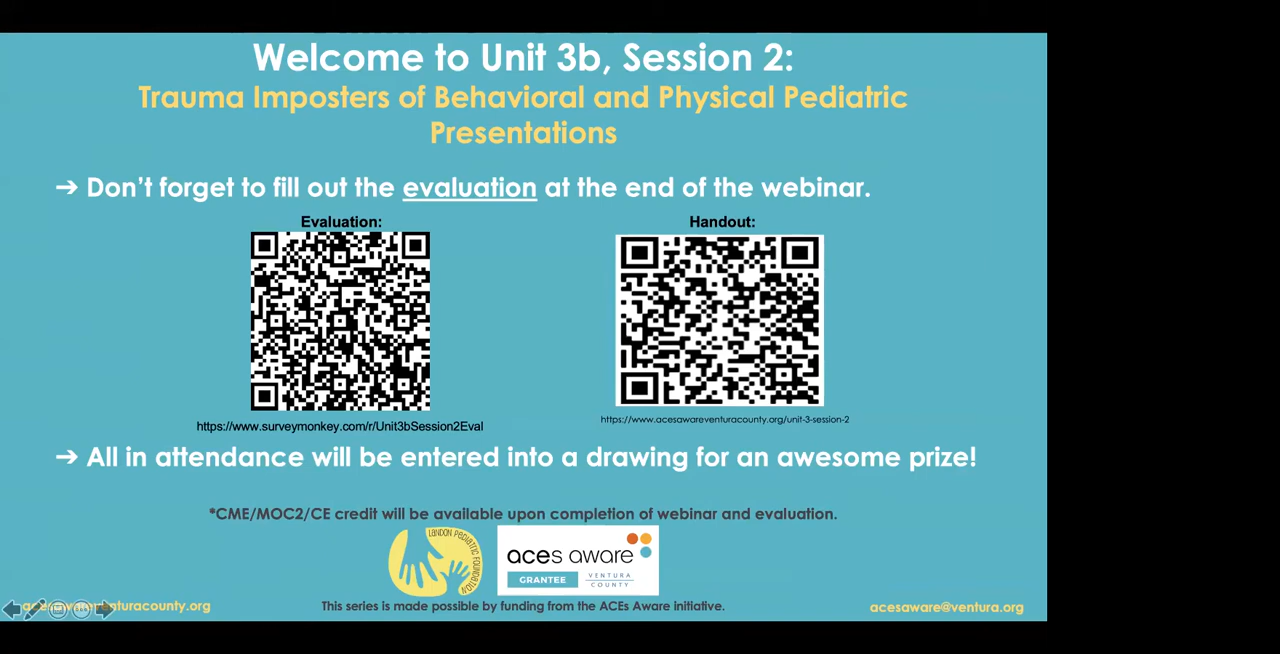 Welcome to Unit 3b, Session 2:
Trauma Imposters of Behavioral and Physical Pediatric
Presentations
➔ Don't forget to fill out the evaluation at the end of the webinar.
Evaluation:
Handout:
https://www.surveymonkey.com/r/Unit3bSession2Eval
https://www.acesawareventuracounty.org/unit-3-session-2
➔ All in attendance will be entered into a drawing for an awesome prize!
*CME/MOC2/CE credit will be available upon completion of webinar and evaluation.
LANDON PEDIATRIC FOUNDATION
aces aware
GRANTEE
VENTURA
COUNTY
acesawareventuracounty.org
This series is made possible by funding from the ACEs Aware initiative.
acesaware@ventura.org